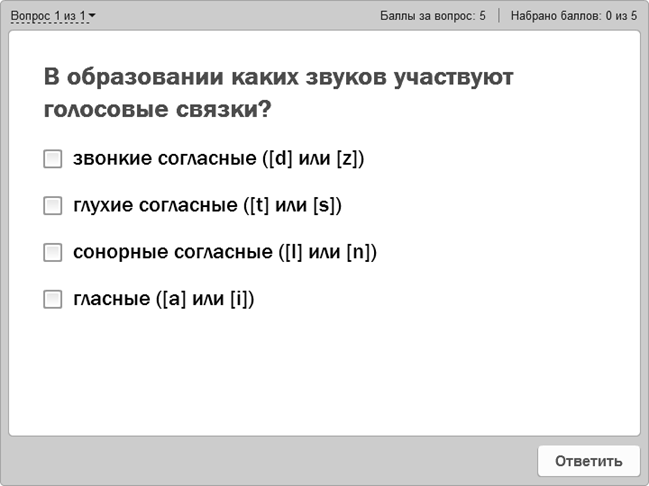 Вопрос 1 из 1
Баллы за вопрос: 5
Набрано баллов: 0 из 5
В образовании каких звуков участвуют
голосовые связки?
звонкие согласные ([d] или [z])
глухие согласные ([t] или [s])
сонорные согласные ([l] или [n])
гласные ([a] или [i])
Ответить